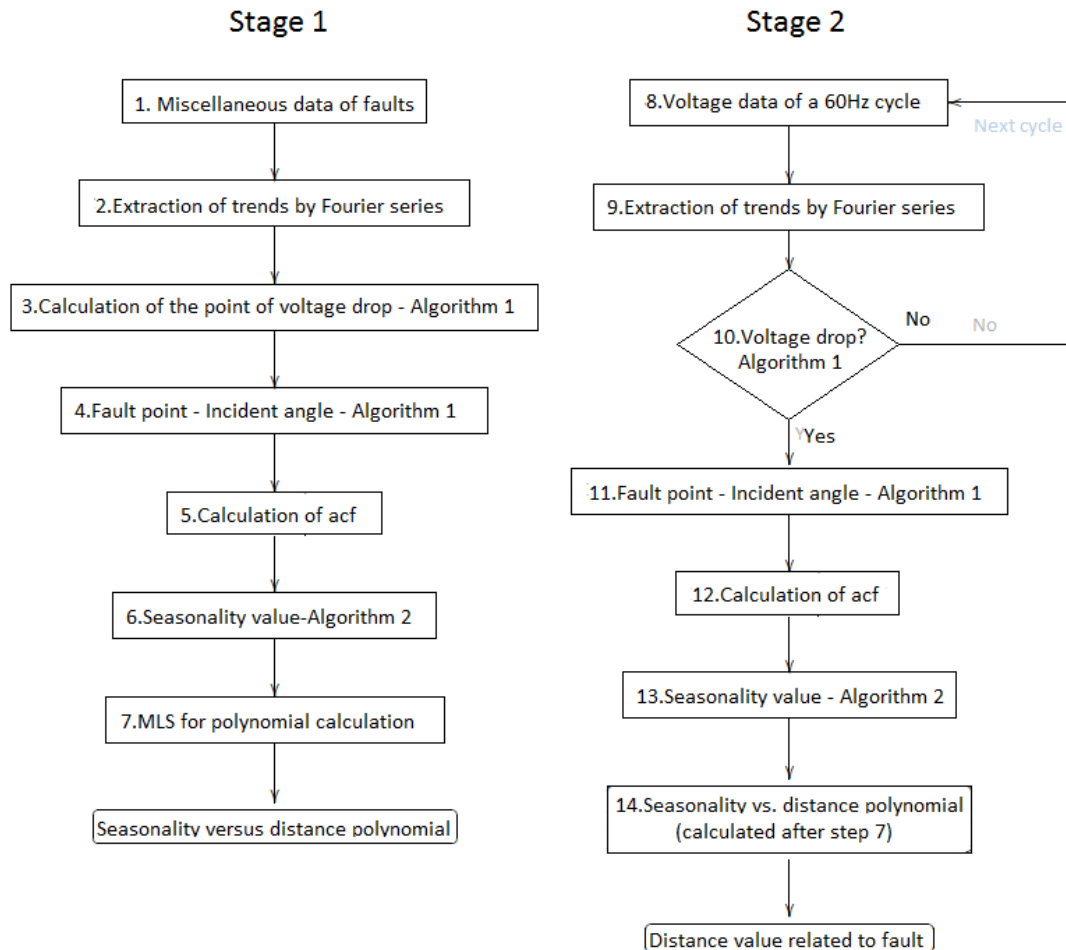 Stage 1
1. Miscellaneous data of faults
2.Extraction of trends by Fourier series
3.Calculation of the point of voltage drop - Algorithm 1
4.Fault point - Incident angle - Algorithm 1
5.Calculation of acf
6.Seasonality value-Algorithm 2
7.MLS for polynomial calculation
Seasonality versus distance polynomial
Stage 2
8.Voltage data of a 60Hz cycle
Next cycle
9.Extraction of trends by Fourier series
10.Voltage drop?
Algorithm 1
No
No
Yes
11.Fault point - Incident angle - Algorithm 1
12.Calculation of acf
13.Seasonality value - Algorithm 2
14.Seasonality vs. distance polynomial
(calculated after step 7)
Distance value related to fault